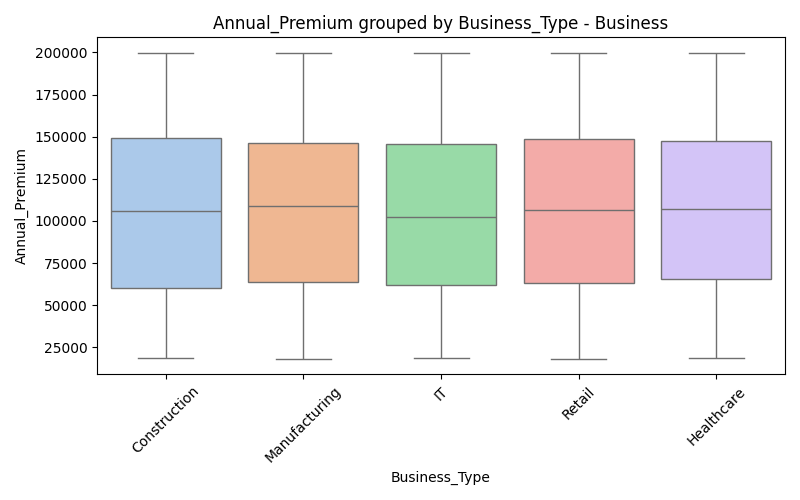 Annual_Premium grouped by Business_Type - Business
Annual_Premium
200000
175000
150000
125000
100000
75000
50000
25000
Construction
Manufacturing
IT
Retail
Healthcare
Business_Type